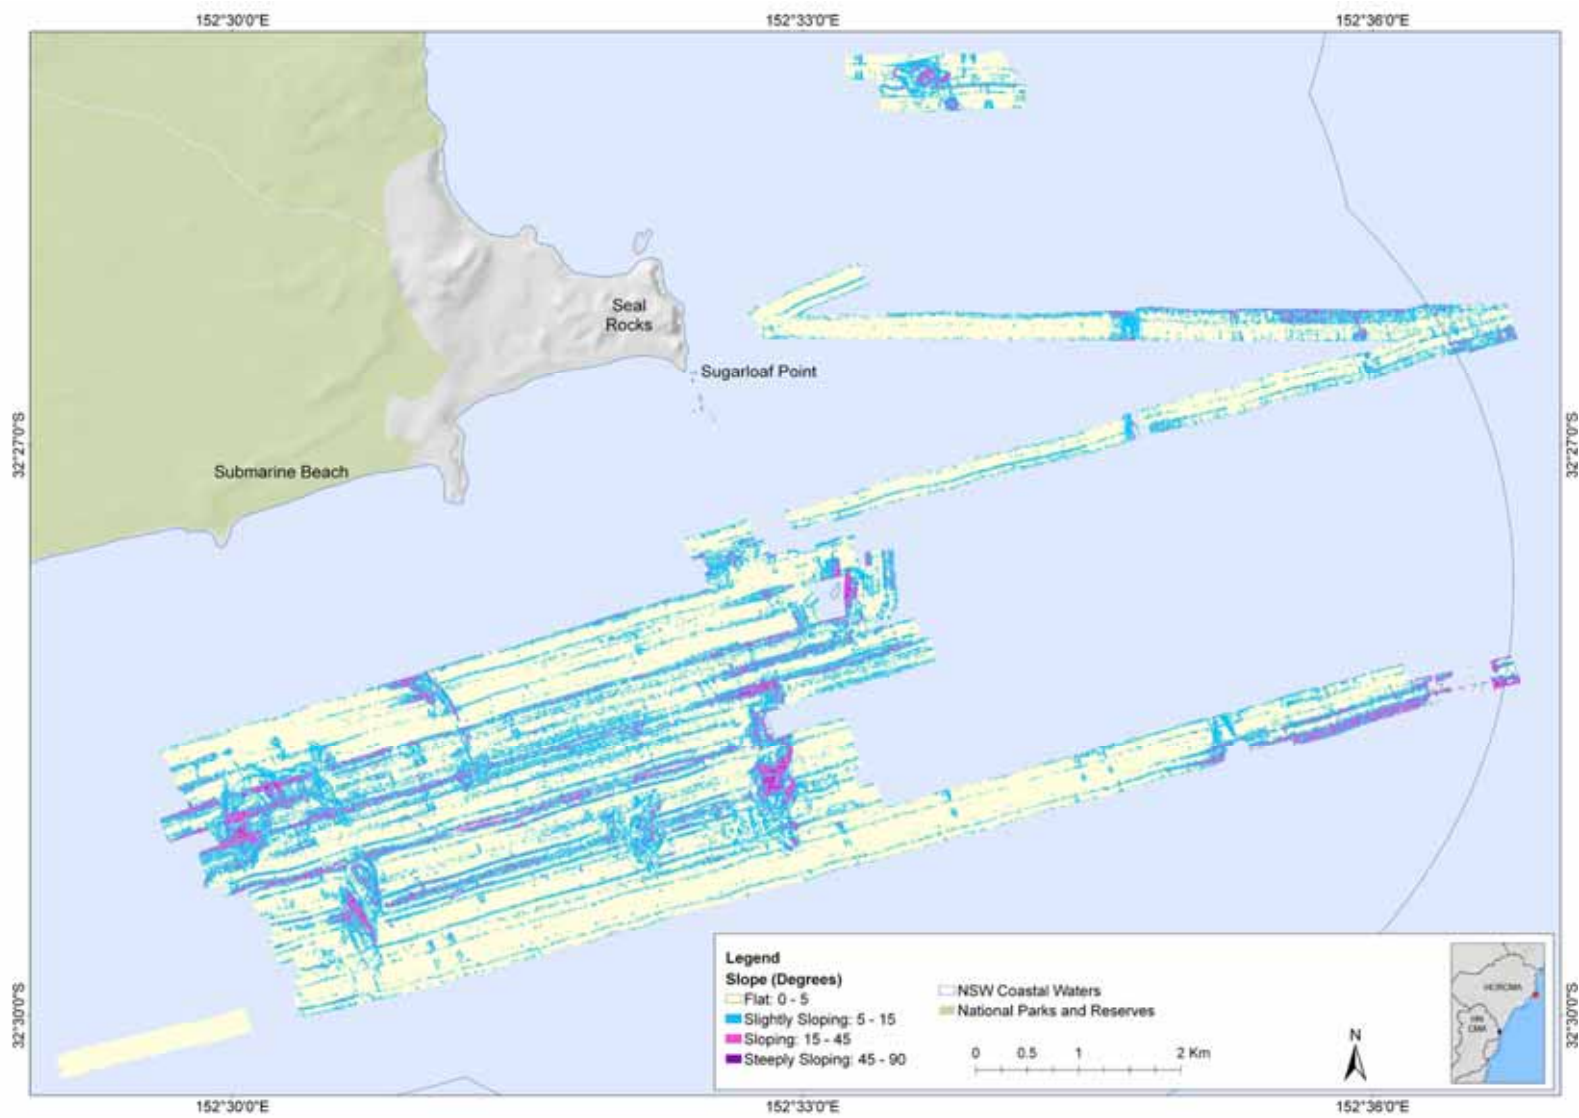 152°30'0"E
152°33'0"E
152°36'0"E
Seal
Rocks
Sugarloaf Point
32°27'0"S
32°27'0"S
Submarine Beach
Legend
Slope (Degrees)
Flat: 0 - 5
Slightly Sloping: 5 - 15
Sloping: 15 - 45
Steeply Sloping: 45 - 90
NSW Coastal Waters
National Parks and Reserves
0 0.5 1 2 Km
N
CMA
32°30'0"S
32°30'0"S
152°30'0"E
152°33'0"E
152°36'0"E